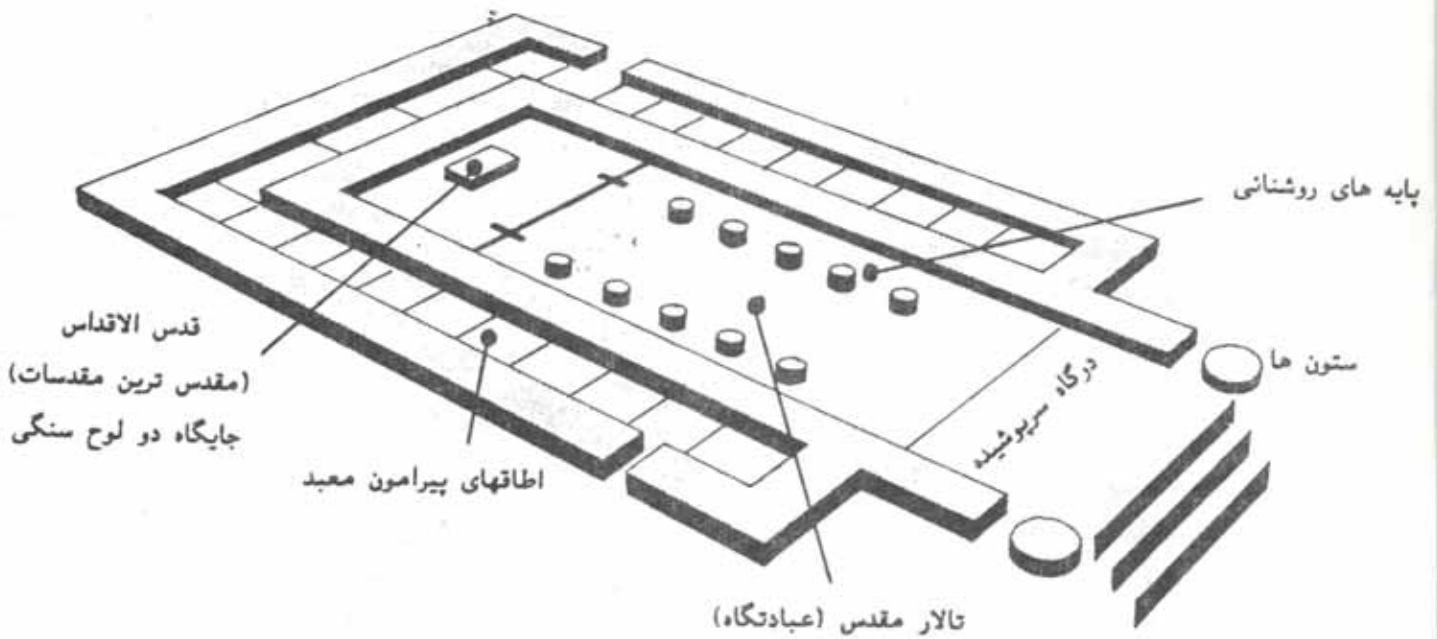 پایه های روشنائی
ستون ها
درگاه سرپوشیده
قدس الاقداس
(مقدس ترین مقدسات)
جایگاه دو لوح سنگی
اطاقهای پیرامون معبد
تالار مقدس (عبادتگاه)